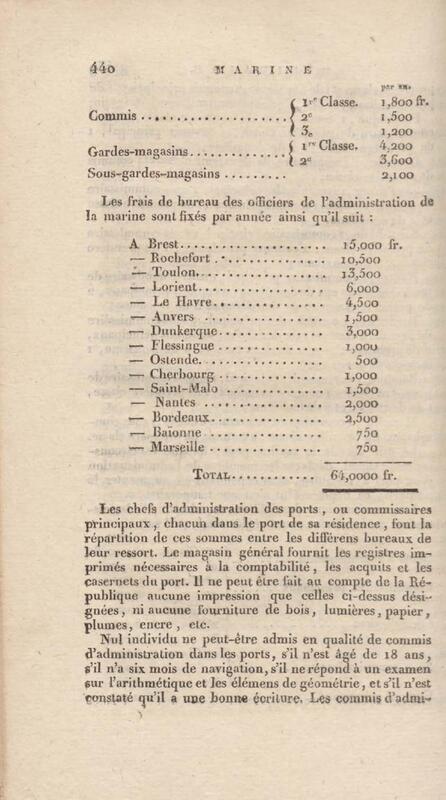 440 MARINE
par an.
Commis .................... { 1re Classe. 1,800 fr.
2e 1,500
3e 1,200
Gardes-magasins ............. { 1re Classe. 4,200
2e 3,600
Sous-gardes-magasins ......... 2,100
Les frais de bureau des officiers de l'administration de
la marine sont fixés par année ainsi qu'il suit :
A Brest...................... 15,000 fr.
— Rochefort .................. 10,500
— Toulon.................... 13,500
— Lorient................... 6,000
— Le Havre.................. 4,500
— Anvers ................... 1,500
— Dunkerque................. 3,000
— Flessingue ................ 1,000
— Ostende................... 500
— Cherbourg ................ 1,000
— Saint-Malo ............... 1,500
— Nantes ................... 2,000
— Bordeaux.................. 2,500
— Baïonne .................. 750
— Marseille ................. 750
TOTAL............ 64,0000 fr.
Les chefs d'administration des ports, ou commissaires
principaux, chacun dans le port de sa résidence, font la
répartition de ces sommes entre les différens bureaux de
leur ressort. Le magasin général fournit les registres im-
primés nécessaires à la comptabilité, les acquits et les
casernets du port. Il ne peut être fait au compte de la Ré-
publique aucune impression que celles ci-dessus dési-
gnées, ni aucune fourniture de bois, lumières, papier,
plumes, encre, etc.
Nul individu ne peut-être admis en qualité de commis
d'administration dans les ports, s'il n'est âgé de 18 ans,
s'il n'a six mois de navigation, s'il ne répond à un examen
sur l'arithmétique et les élémens de géométrie, et s'il n'est
constaté qu'il a une bonne écriture. Les commis d'admi-